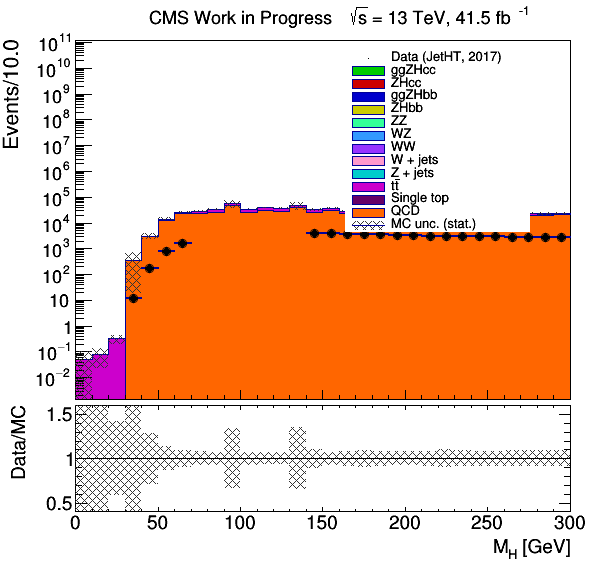 CMS Work in Progress √s = 13 TeV, 41.5 fb⁻¹
Events/10.0
10¹¹
10¹⁰
10⁹
10⁸
10⁷
10⁶
10⁵
10⁴
10³
10²
10
1
10⁻¹
10⁻²
Data (JetHT, 2017)
ggZHcc
ZHcc
ggZHbb
ZHbb
ZZ
WZ
WW
W + jets
Z + jets
tt̄
Single top
QCD
MC unc. (stat.)
Data/MC
1.5
1
0.5
0 50 100 150 200 250 300
M_H [GeV]